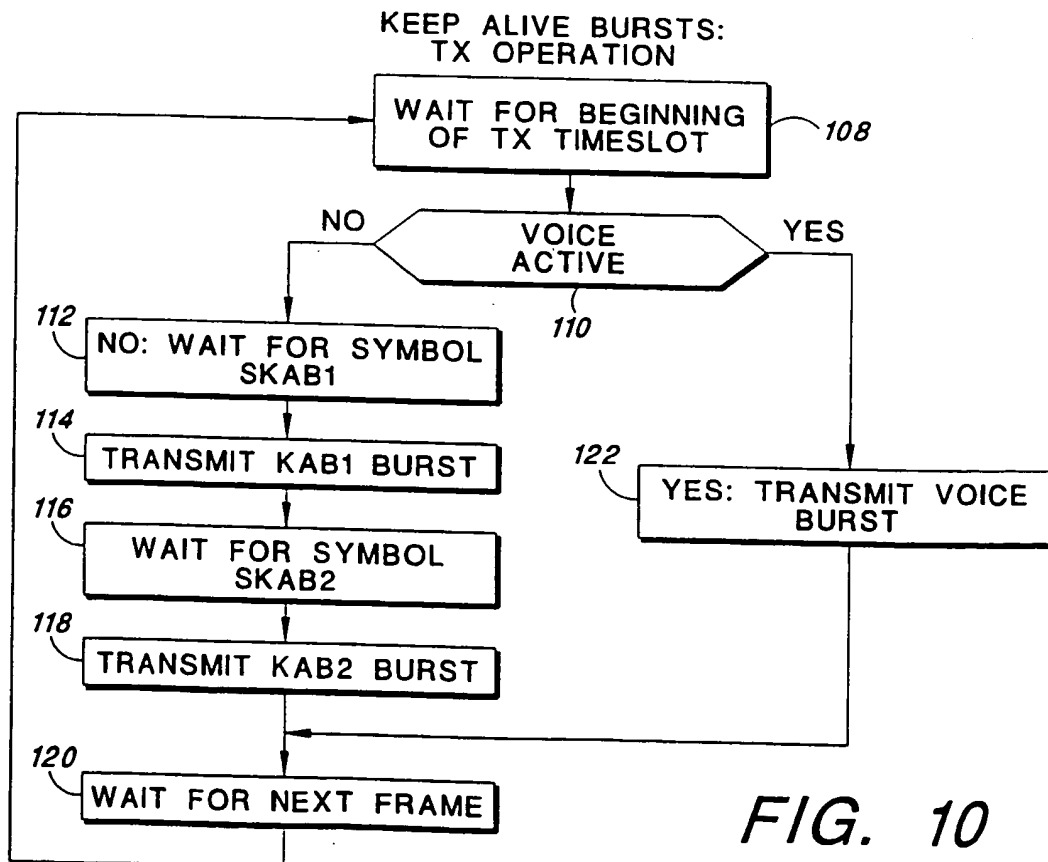 KEEP ALIVE BURSTS:
TX OPERATION
WAIT FOR BEGINNING
OF TX TIMESLOT
108
NO
VOICE
ACTIVE
YES
110
112
NO: WAIT FOR SYMBOL
SKAB1
114
TRANSMIT KAB1 BURST
116
WAIT FOR SYMBOL
SKAB2
122
YES: TRANSMIT VOICE
BURST
118
TRANSMIT KAB2 BURST
120
WAIT FOR NEXT FRAME
FIG. 10